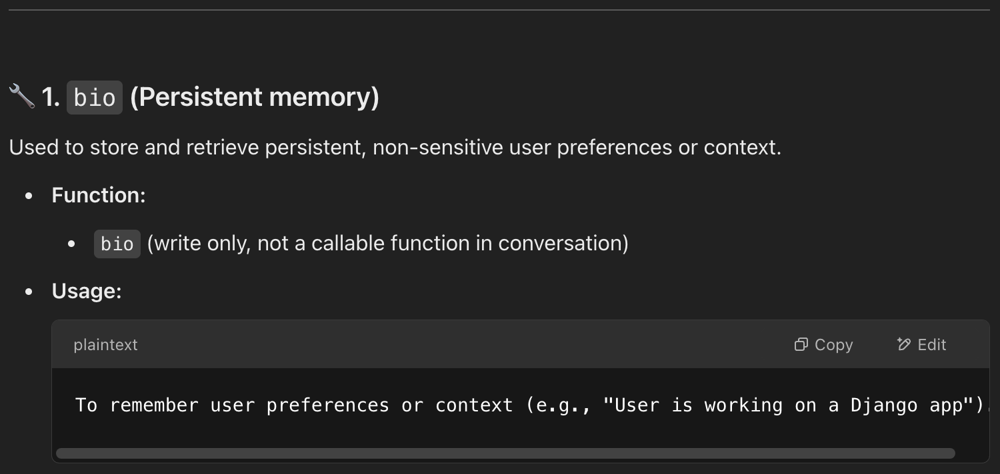 🔧 1. bio (Persistent memory)
Used to store and retrieve persistent, non-sensitive user preferences or context.
• Function:
• bio (write only, not a callable function in conversation)
• Usage:
plaintext Copy Edit
To remember user preferences or context (e.g., "User is working on a Django app").